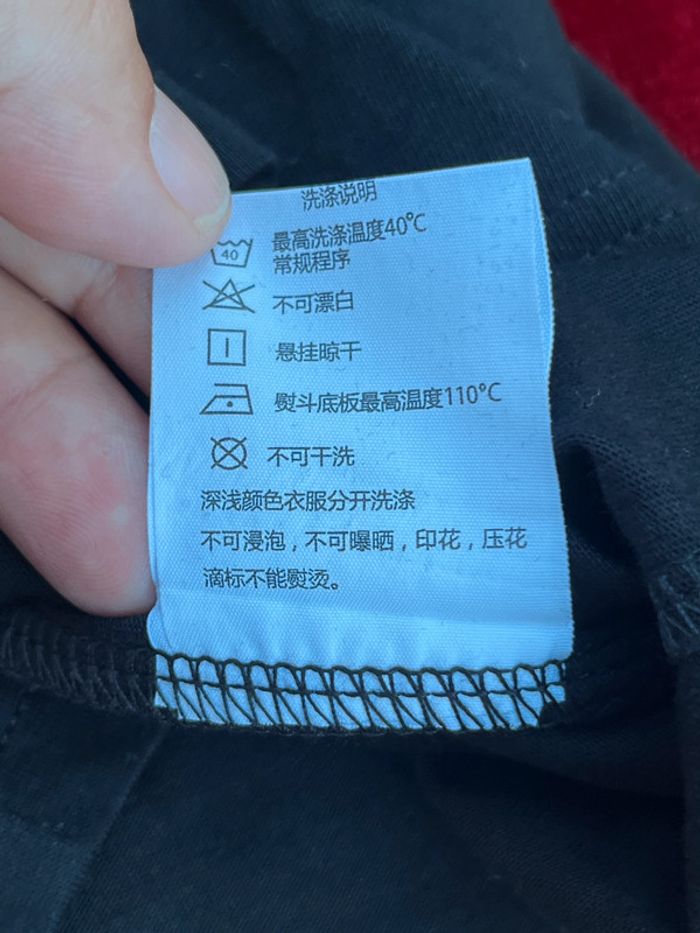 洗涤说明
40
最高洗涤温度40℃
常规程序
不可漂白
悬挂晾干
熨斗底板最高温度110℃
不可干洗
深浅颜色衣服分开洗涤
不可浸泡，不可曝晒，印花，压花
滴标不能熨烫。